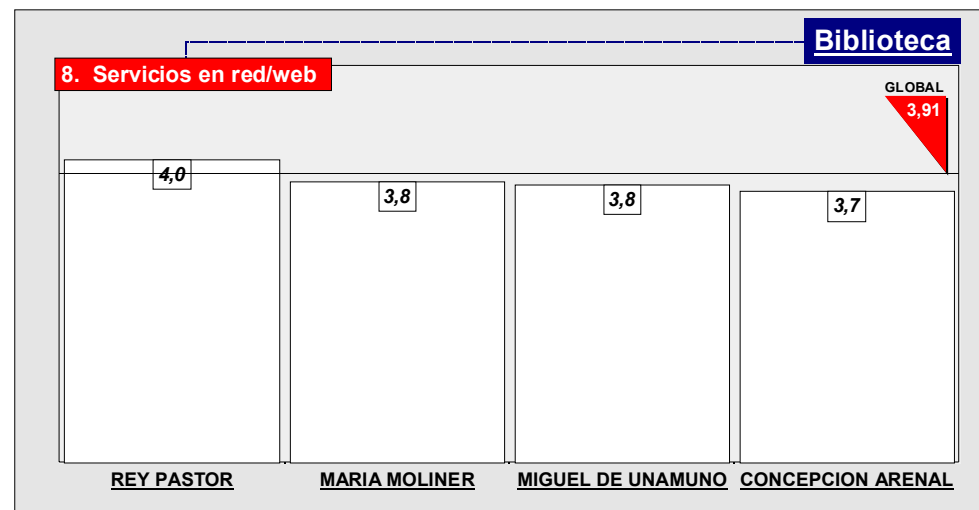 Biblioteca
8. Servicios en red/web
GLOBAL
3,91
4,0
3,8
3,8
3,7
REY PASTOR
MARIA MOLINER
MIGUEL DE UNAMUNO
CONCEPCION ARENAL